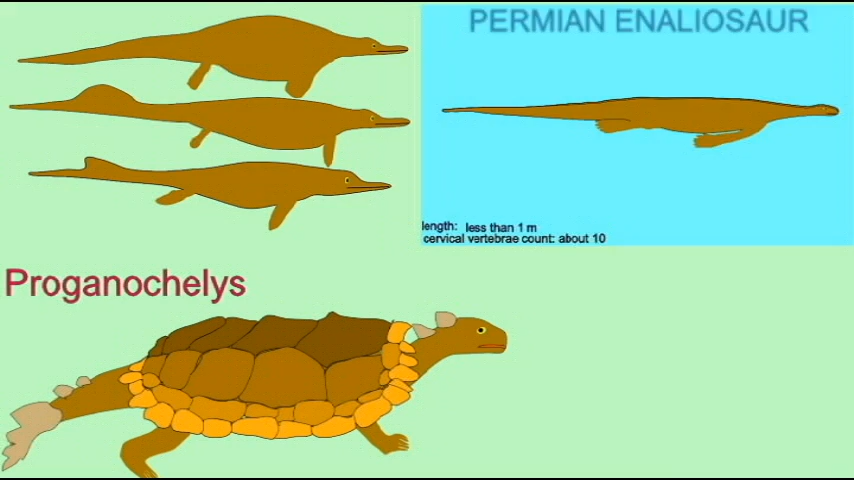 PERMIAN ENALIOSAUR
length: less than 1 m
cervical vertebrae count: about 10
Proganochelys